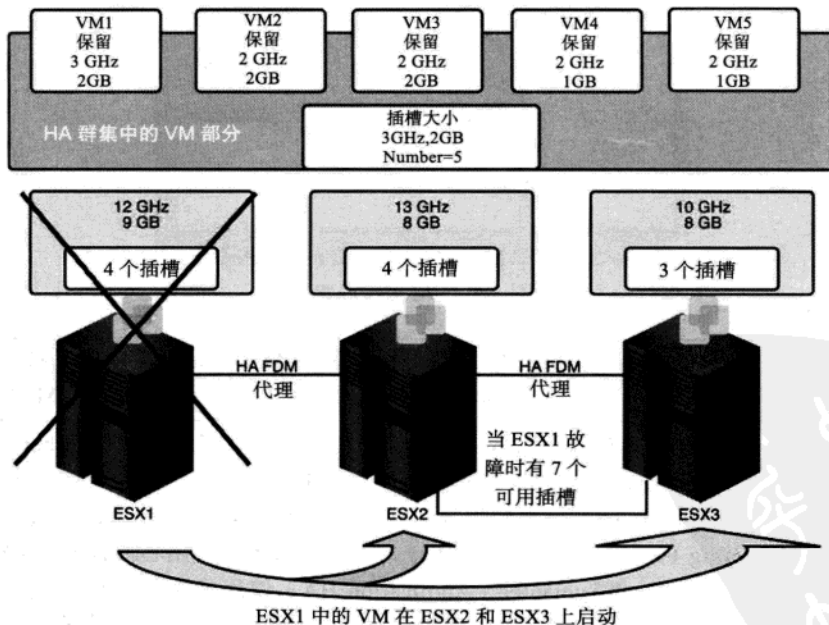 VM1
保留
3 GHz
2GB
VM2
保留
2 GHz
2GB
VM3
保留
2 GHz
2GB
VM4
保留
2 GHz
1GB
VM5
保留
2 GHz
1GB
HA 群集中的 VM 部分
插槽大小
3GHz,2GB
Number=5
12 GHz
9 GB
4 个插槽
13 GHz
8 GB
4 个插槽
10 GHz
8 GB
3 个插槽
HA FDM
代理
HA FDM
代理
当 ESX1 故
障时有 7 个
可用插槽
ESX1
ESX2
ESX3
ESX1 中的 VM 在 ESX2 和 ESX3 上启动